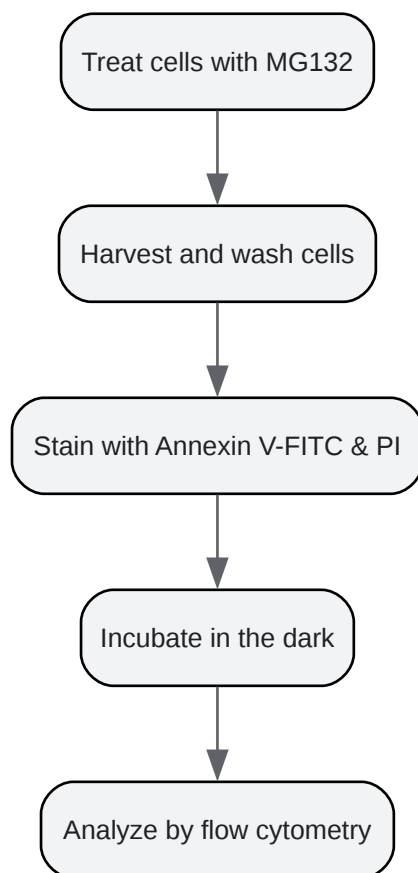 Treat cells with MG132
Harvest and wash cells
Stain with Annexin V-FITC & PI
Incubate in the dark
Analyze by flow cytometry